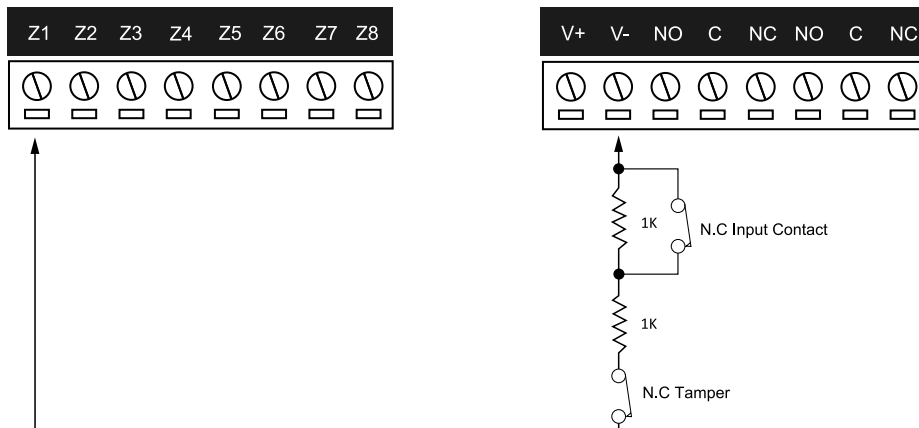 Z1 Z2 Z3 Z4 Z5 Z6 Z7 Z8
V+ V- NO C NC NO C NC
1K
N.C Input Contact
1K
N.C Tamper